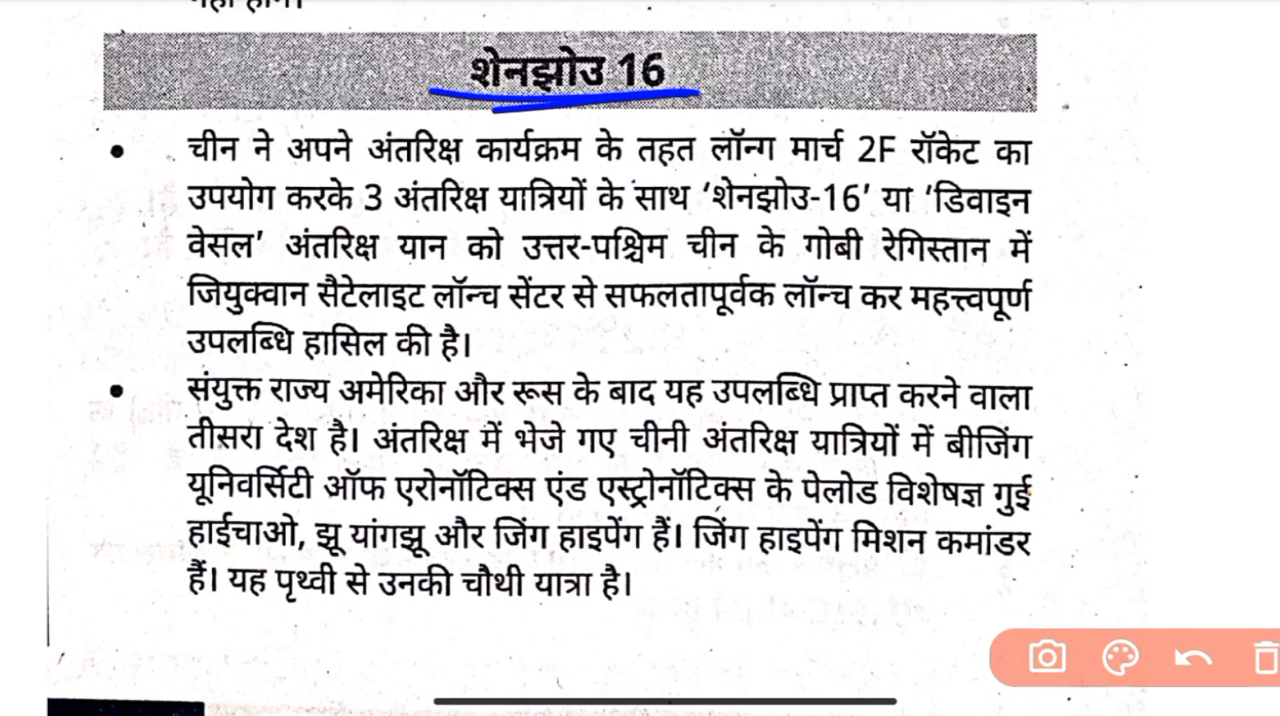 शेनझोउ 16
• चीन ने अपने अंतरिक्ष कार्यक्रम के तहत लॉन्ग मार्च 2F रॉकेट का
उपयोग करके 3 अंतरिक्ष यात्रियों के साथ ‘शेनझोउ-16’ या ‘डिवाइन
वेसल’ अंतरिक्ष यान को उत्तर-पश्चिम चीन के गोबी रेगिस्तान में
जियुक्वान सैटेलाइट लॉन्च सेंटर से सफलतापूर्वक लॉन्च कर महत्त्वपूर्ण
उपलब्धि हासिल की है।
• संयुक्त राज्य अमेरिका और रूस के बाद यह उपलब्धि प्राप्त करने वाला
तीसरा देश है। अंतरिक्ष में भेजे गए चीनी अंतरिक्ष यात्रियों में बीजिंग
यूनिवर्सिटी ऑफ एरोनॉटिक्स एंड एस्ट्रोनॉटिक्स के पेलोड विशेषज्ञ गुई
हाईचाओ, झू यांगझू और जिंग हाइपेंग हैं। जिंग हाइपेंग मिशन कमांडर
हैं। यह पृथ्वी से उनकी चौथी यात्रा है।